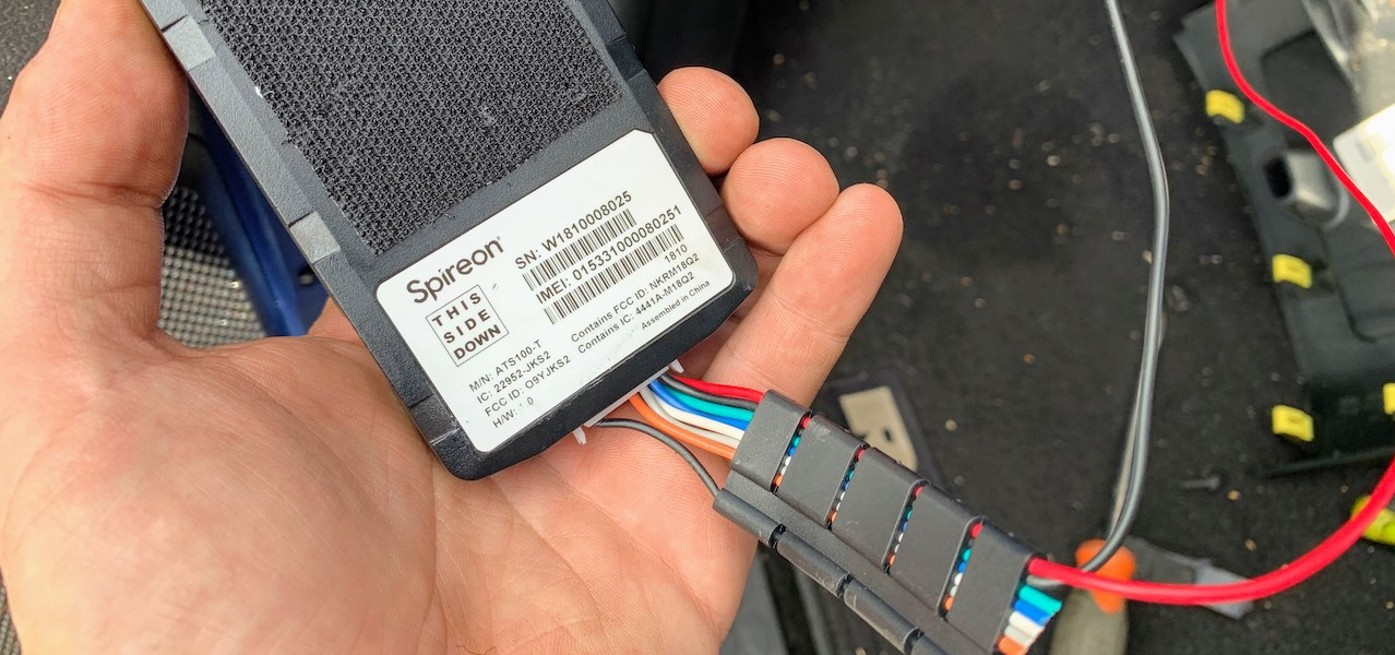 Spireon®
THIS
SIDE
DOWN
SN: W1810008025
IMEI: 015331000080251
1810
M/N: ATS100-T
IC: 22952-JKS2
FCC ID: O9YJKS2
H/W: 0
Contains FCC ID: NKRM18Q2
Contains IC: 4441A-M18Q2
Assembled in China